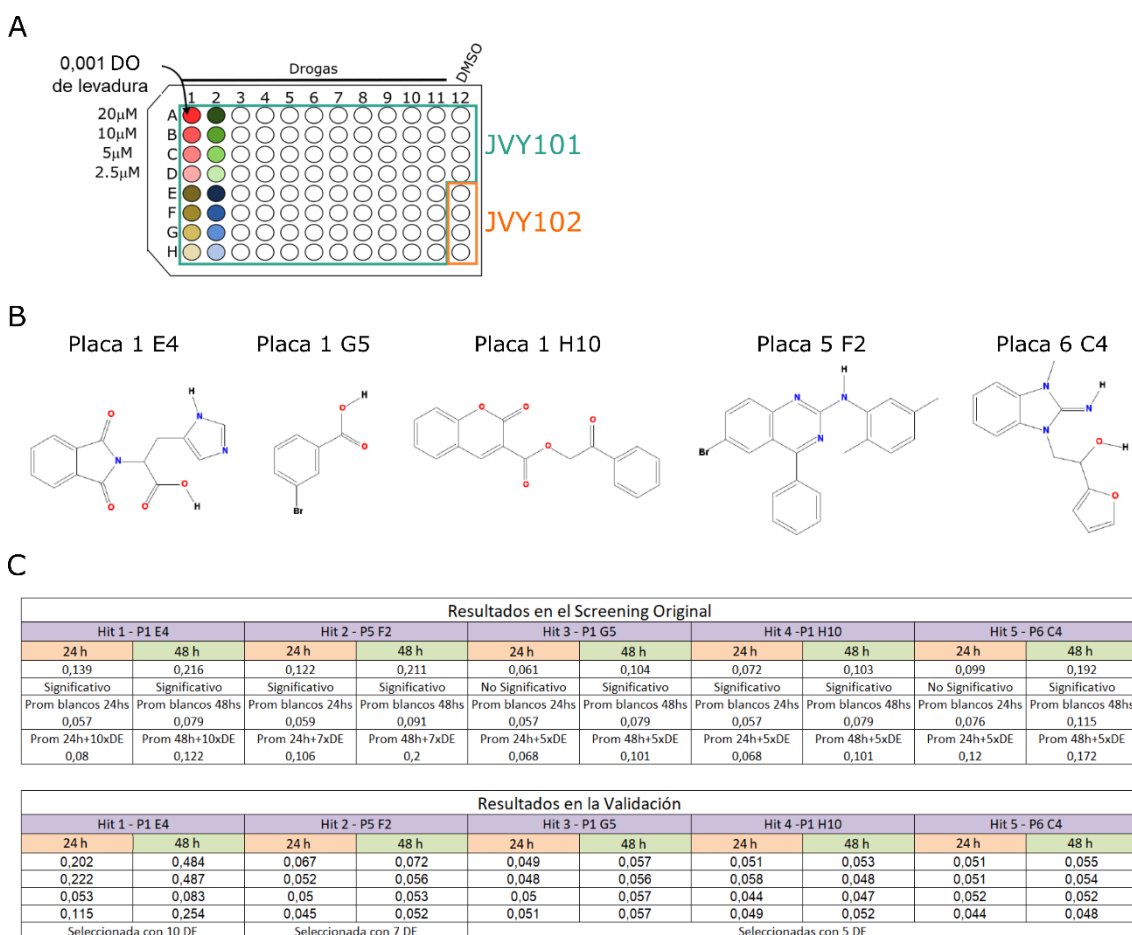 A
0,001 DO
de levadura
Drogas
DMSO
1 2 3 4 5 6 7 8 9 10 11 12
20µM A
10µM B
5µM C
2.5µM D
E
F
G
H
JVY101
JVY102
B
Placa 1 E4 Placa 1 G5 Placa 1 H10 Placa 5 F2 Placa 6 C4
O N O O O H N H N
H O O Br
O O O O O
N N H N Br
N N H N O H O
C
Resultados en el Screening Original
Hit 1 - P1 E4 Hit 2 - P5 F2 Hit 3 - P1 G5 Hit 4 -P1 H10 Hit 5 - P6 C4
24 h 48 h 24 h 48 h 24 h 48 h 24 h 48 h 24 h 48 h
0,139 0,216 0,122 0,211 0,061 0,104 0,072 0,103 0,099 0,192
Significativo Significativo Significativo Significativo No Significativo Significativo Significativo Significativo No Significativo Significativo
Prom blancos 24hs Prom blancos 48hs Prom blancos 24hs Prom blancos 48hs Prom blancos 24hs Prom blancos 48hs Prom blancos 24hs Prom blancos 48hs Prom blancos 24hs Prom blancos 48hs
0,057 0,079 0,059 0,091 0,057 0,079 0,057 0,079 0,076 0,115
Prom 24h+10xDE Prom 48h+10xDE Prom 24h+7xDE Prom 48h+7xDE Prom 24h+5xDE Prom 48h+5xDE Prom 24h+5xDE Prom 48h+5xDE Prom 24h+5xDE Prom 48h+5xDE
0,08 0,122 0,106 0,2 0,068 0,101 0,068 0,101 0,12 0,172
Resultados en la Validación
Hit 1 - P1 E4 Hit 2 - P5 F2 Hit 3 - P1 G5 Hit 4 -P1 H10 Hit 5 - P6 C4
24 h 48 h 24 h 48 h 24 h 48 h 24 h 48 h 24 h 48 h
0,202 0,484 0,067 0,072 0,049 0,057 0,051 0,053 0,051 0,055
0,222 0,487 0,052 0,056 0,048 0,056 0,058 0,048 0,051 0,054
0,053 0,083 0,05 0,053 0,05 0,057 0,044 0,047 0,052 0,052
0,115 0,254 0,045 0,052 0,051 0,057 0,049 0,052 0,044 0,048
Seleccionada con 10 DE Seleccionada con 7 DE Seleccionadas con 5 DE